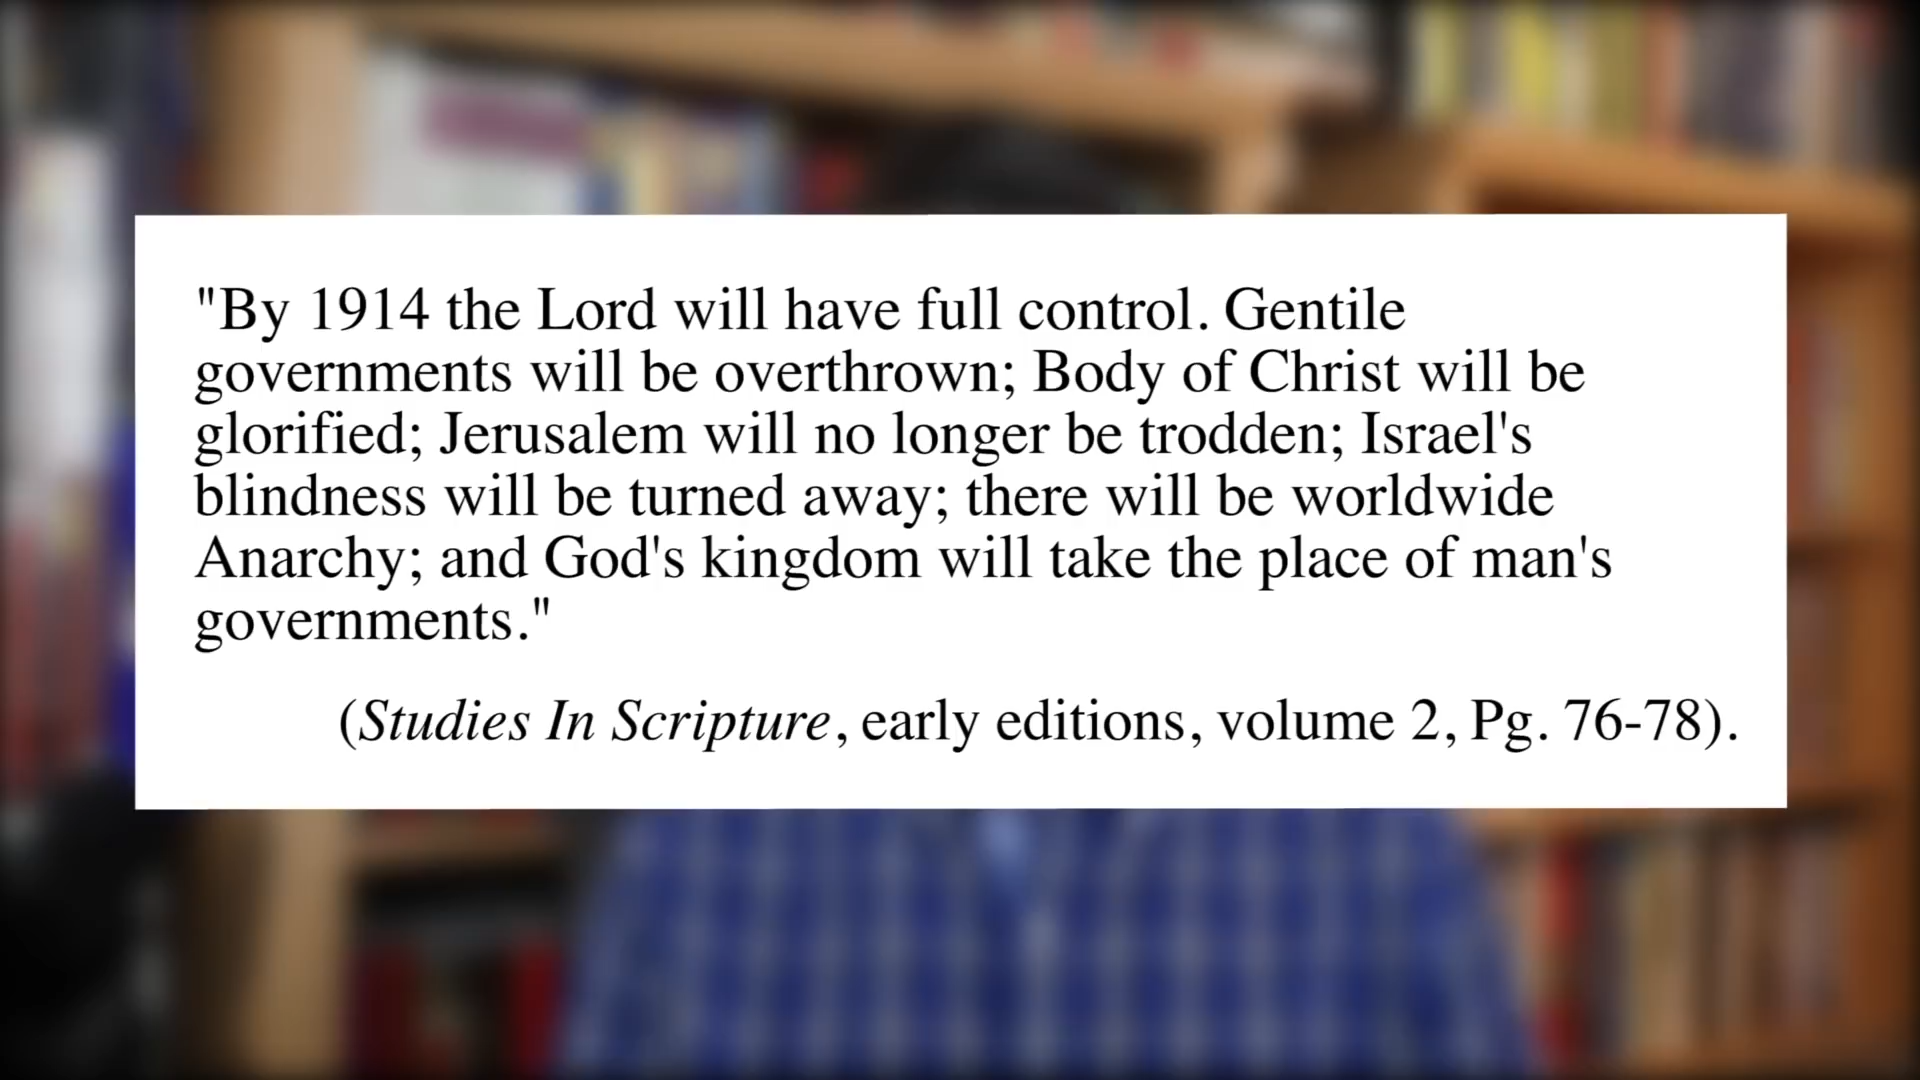 "By 1914 the Lord will have full control. Gentile
governments will be overthrown; Body of Christ will be
glorified; Jerusalem will no longer be trodden; Israel's
blindness will be turned away; there will be worldwide
Anarchy; and God's kingdom will take the place of man's
governments."
(Studies In Scripture, early editions, volume 2, Pg. 76-78).